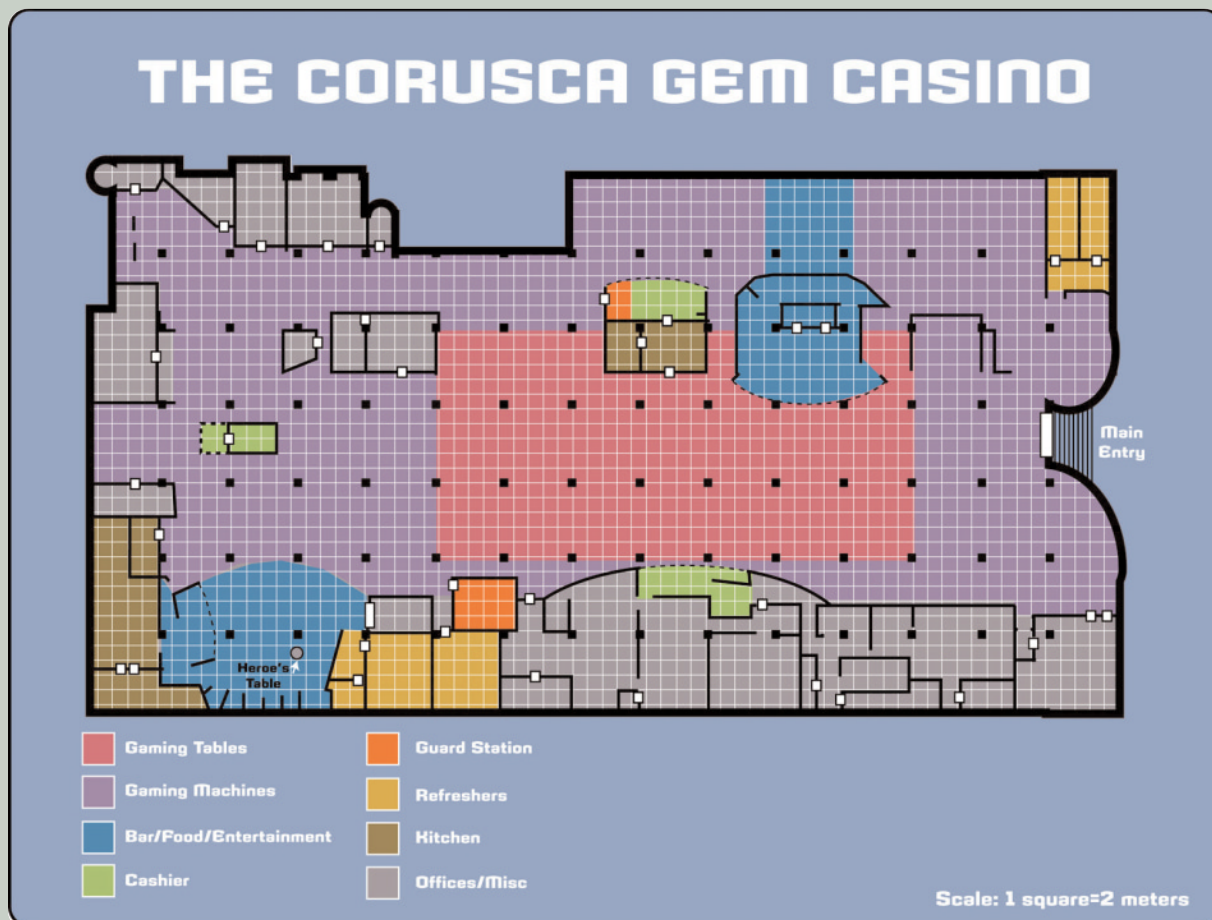 THE CORUSCA GEM CASINO
Main
Entry
Heroe's
Table
Gaming Tables
Gaming Machines
Bar/Food/Entertainment
Cashier
Guard Station
Refreshers
Kitchen
Offices/Misc
Scale: 1 square=2 meters